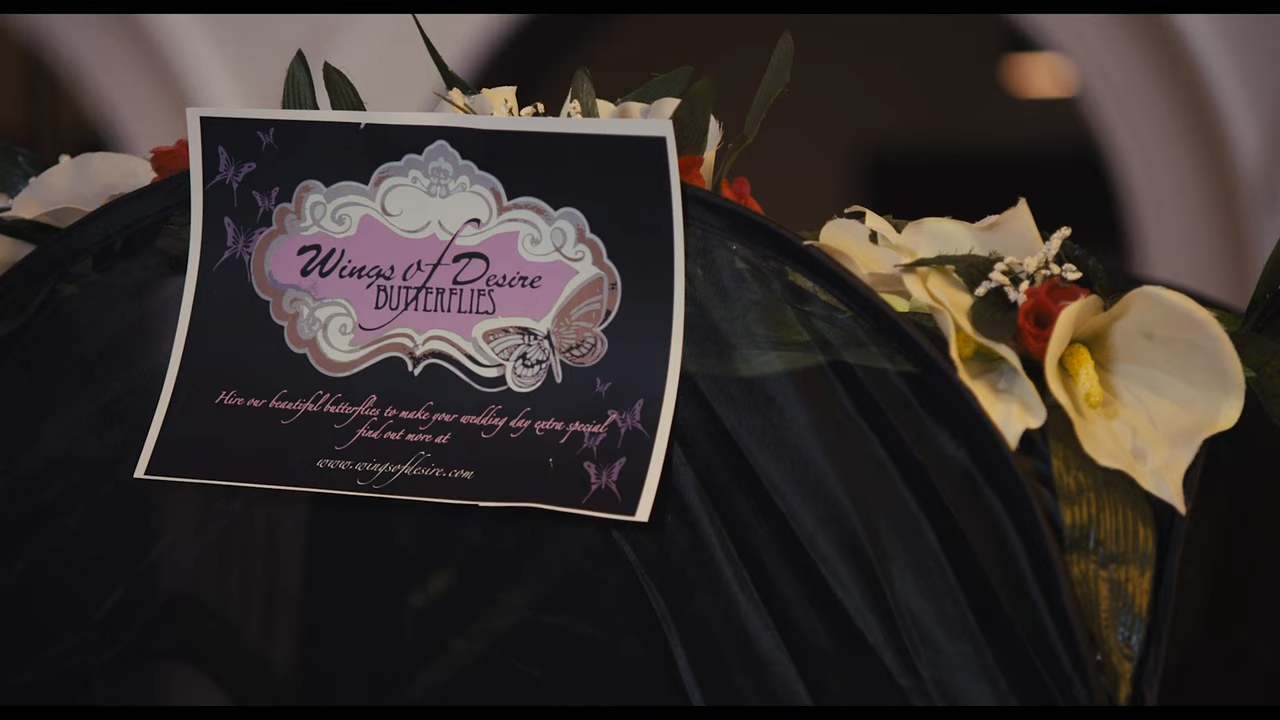 Wings of Desire
BUTTERFLIES
Hire our beautiful butterflies to make your wedding day extra special
find out more at
www.wingsofdesire.com